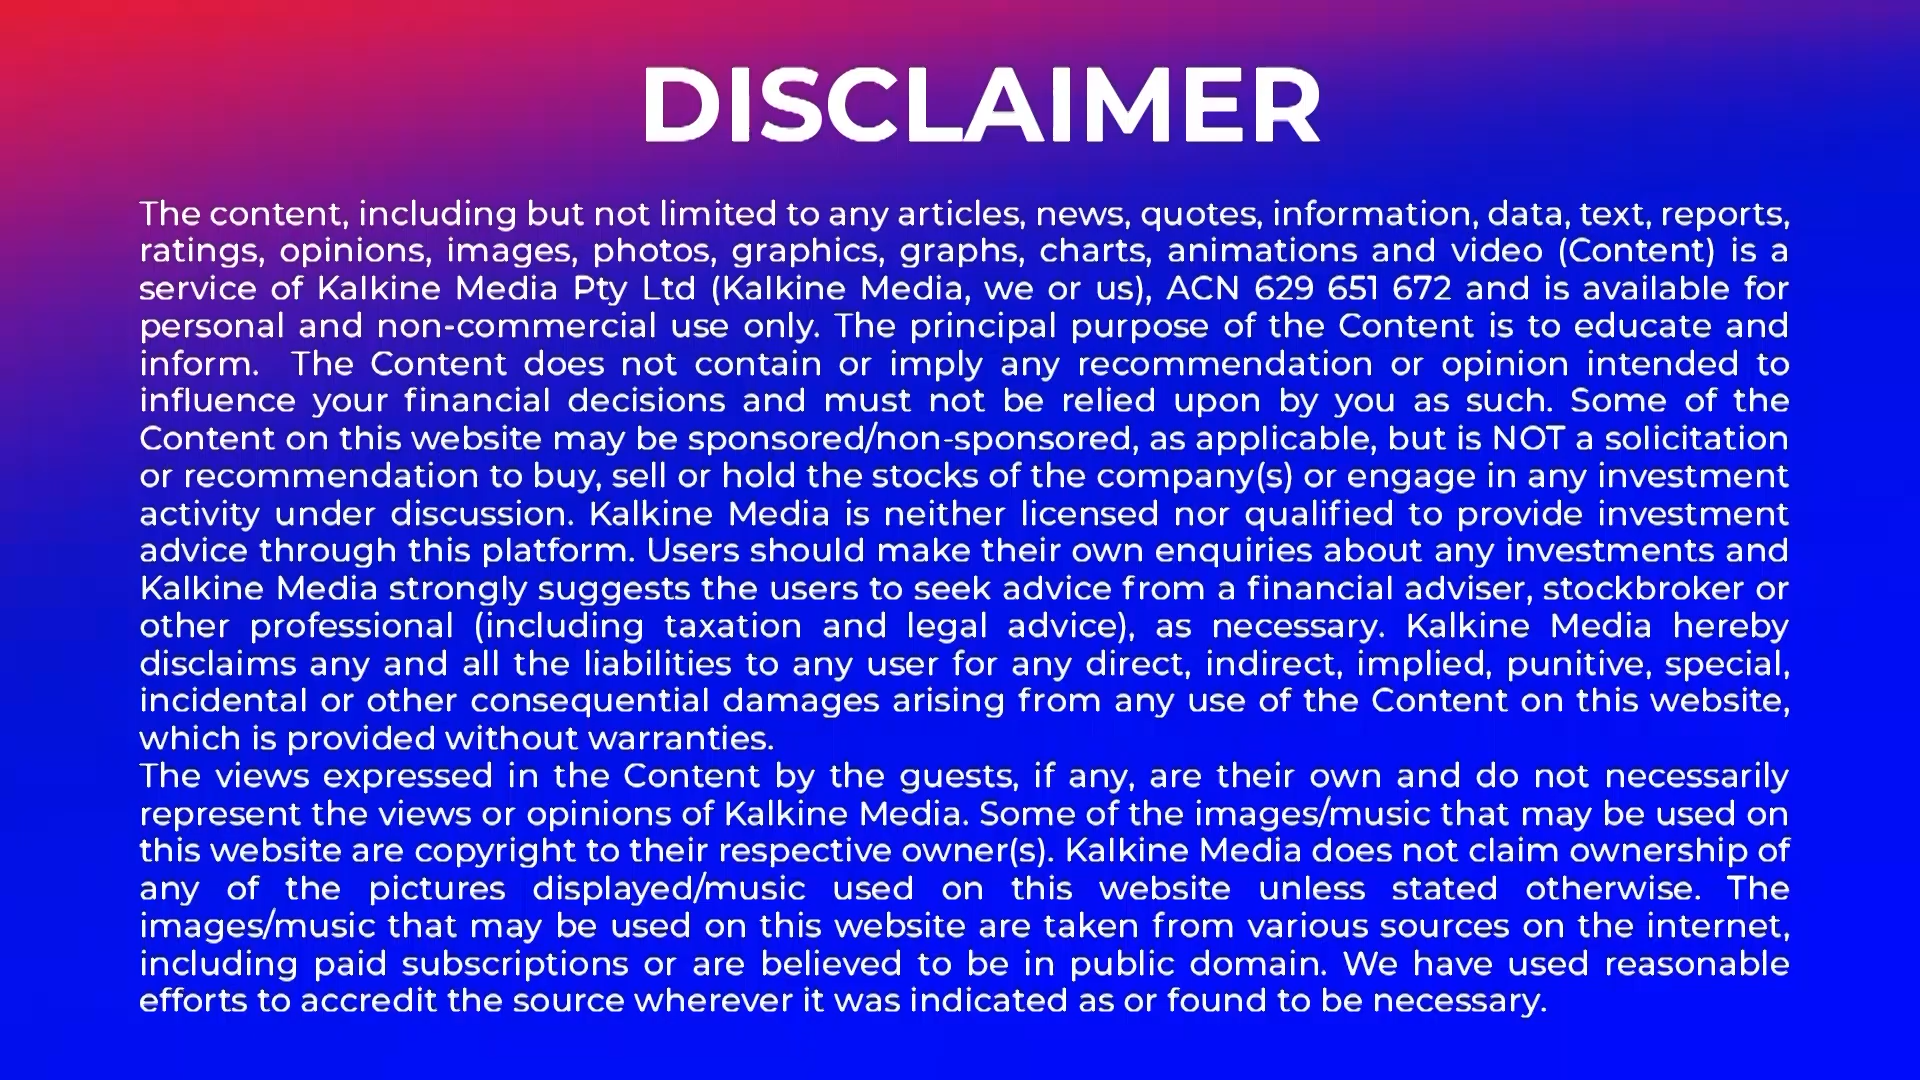 DISCLAIMER
The content, including but not limited to any articles, news, quotes, information, data, text, reports,
ratings, opinions, images, photos, graphics, graphs, charts, animations and video (Content) is a
service of Kalkine Media Pty Ltd (Kalkine Media, we or us), ACN 629 651 672 and is available for
personal and non-commercial use only. The principal purpose of the Content is to educate and
inform.  The Content does not contain or imply any recommendation or opinion intended to
influence your financial decisions and must not be relied upon by you as such. Some of the
Content on this website may be sponsored/non-sponsored, as applicable, but is NOT a solicitation
or recommendation to buy, sell or hold the stocks of the company(s) or engage in any investment
activity under discussion. Kalkine Media is neither licensed nor qualified to provide investment
advice through this platform. Users should make their own enquiries about any investments and
Kalkine Media strongly suggests the users to seek advice from a financial adviser, stockbroker or
other professional (including taxation and legal advice), as necessary. Kalkine Media hereby
disclaims any and all the liabilities to any user for any direct, indirect, implied, punitive, special,
incidental or other consequential damages arising from any use of the Content on this website,
which is provided without warranties.
The views expressed in the Content by the guests, if any, are their own and do not necessarily
represent the views or opinions of Kalkine Media. Some of the images/music that may be used on
this website are copyright to their respective owner(s). Kalkine Media does not claim ownership of
any of the pictures displayed/music used on this website unless stated otherwise. The
images/music that may be used on this website are taken from various sources on the internet,
including paid subscriptions or are believed to be in public domain. We have used reasonable
efforts to accredit the source wherever it was indicated as or found to be necessary.